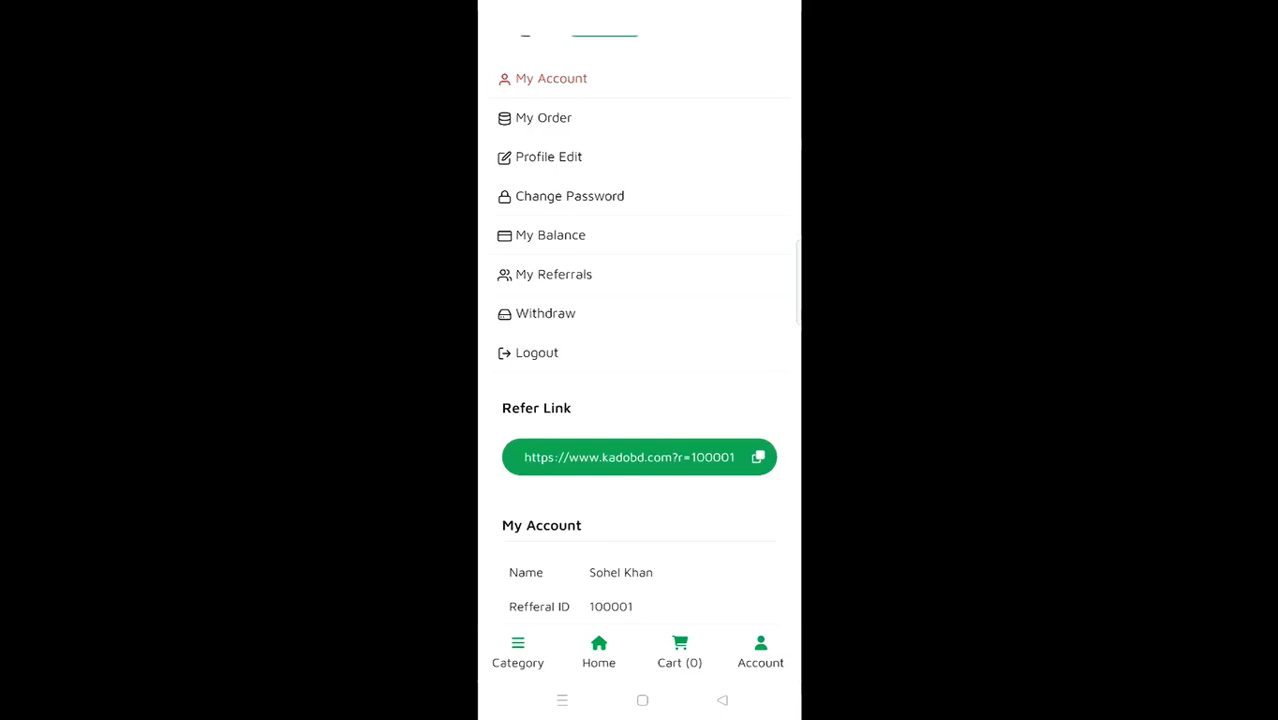 My Account
My Order
Profile Edit
Change Password
My Balance
My Referrals
Withdraw
Logout
Refer Link
https://www.kadobd.com?r=100001
My Account
Name Sohel Khan
Refferal ID 100001
Category Home Cart (0) Account